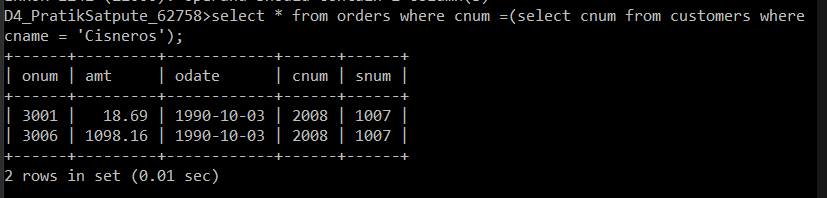 D4_PratikSatpute_62758>select * from orders where cnum =(select cnum from customers where
cname = 'Cisneros');
+------+---------+------------+------+------+
| onum | amt     | odate      | cnum | snum |
+------+---------+------------+------+------+
| 3001 |   18.69 | 1990-10-03 | 2008 | 1007 |
| 3006 | 1098.16 | 1990-10-03 | 2008 | 1007 |
+------+---------+------------+------+------+
2 rows in set (0.01 sec)